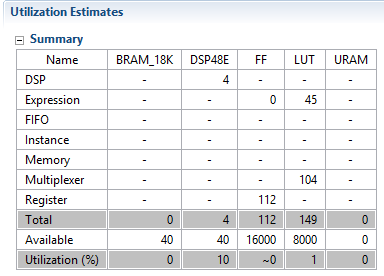 Utilization Estimates
Summary
Name BRAM_18K DSP48E FF LUT URAM
DSP - 4 - - -
Expression - - 0 45 -
FIFO - - - - -
Instance - - - - -
Memory - - - - -
Multiplexer - - - 104 -
Register - - 112 - -
Total 0 4 112 149 0
Available 40 40 16000 8000 0
Utilization (%) 0 10 ~0 1 0